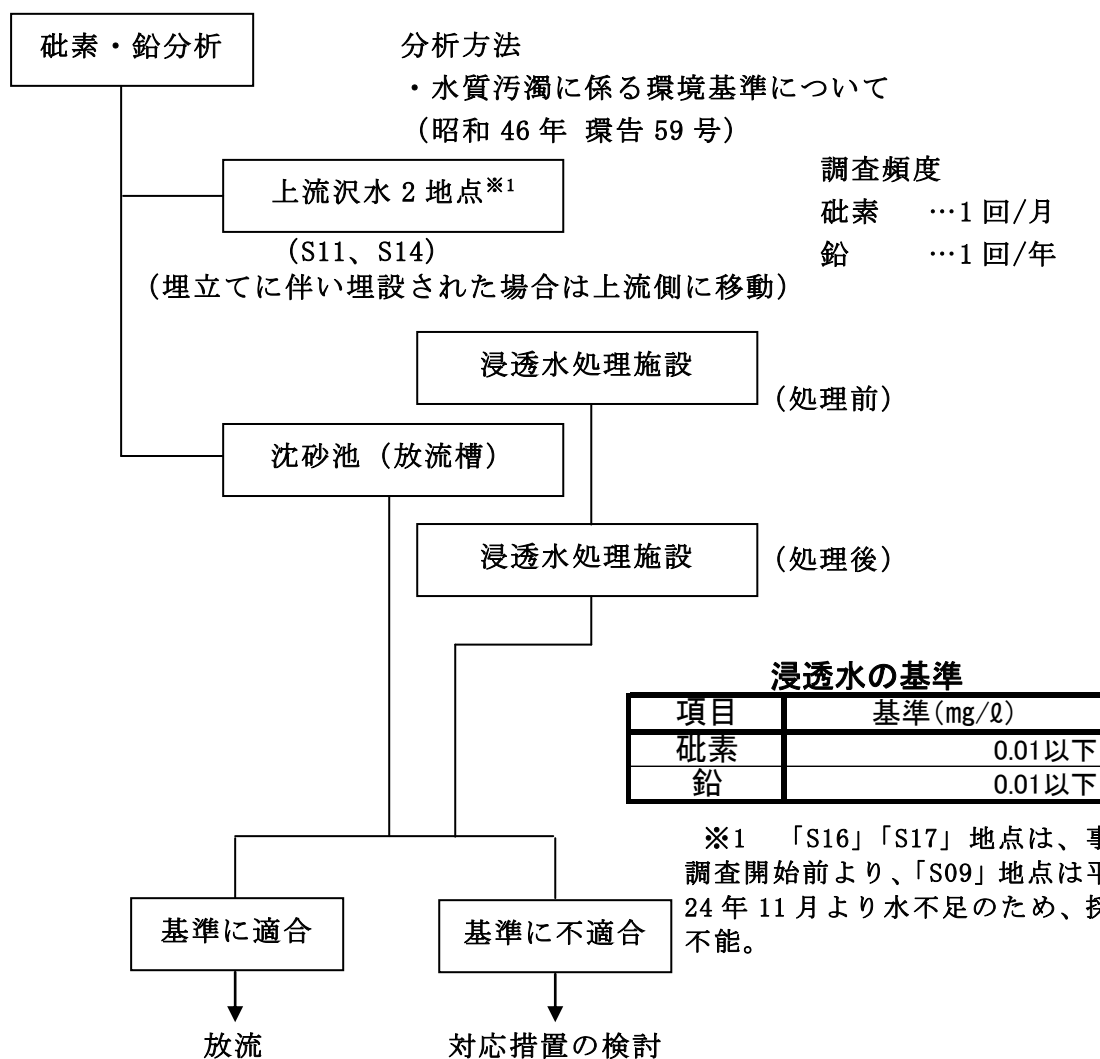 砒素・鉛分析
分析方法
・水質汚濁に係る環境基準について
（昭和 46 年 環告 59 号）
上流沢水 2 地点※1
（S11、S14）
（埋立てに伴い埋設された場合は上流側に移動）
調査頻度
砒素 …1 回/月
鉛 …1 回/年
浸透水処理施設
（処理前）
沈砂池（放流槽）
浸透水処理施設
（処理後）
浸透水の基準
項目 基準(㎎/ℓ)
砒素 0.01以下
鉛 0.01以下
※1 「S16」「S17」地点は、事
調査開始前より、「S09」地点は平
24 年 11 月より水不足のため、採
不能。
基準に適合
基準に不適合
放流
対応措置の検討